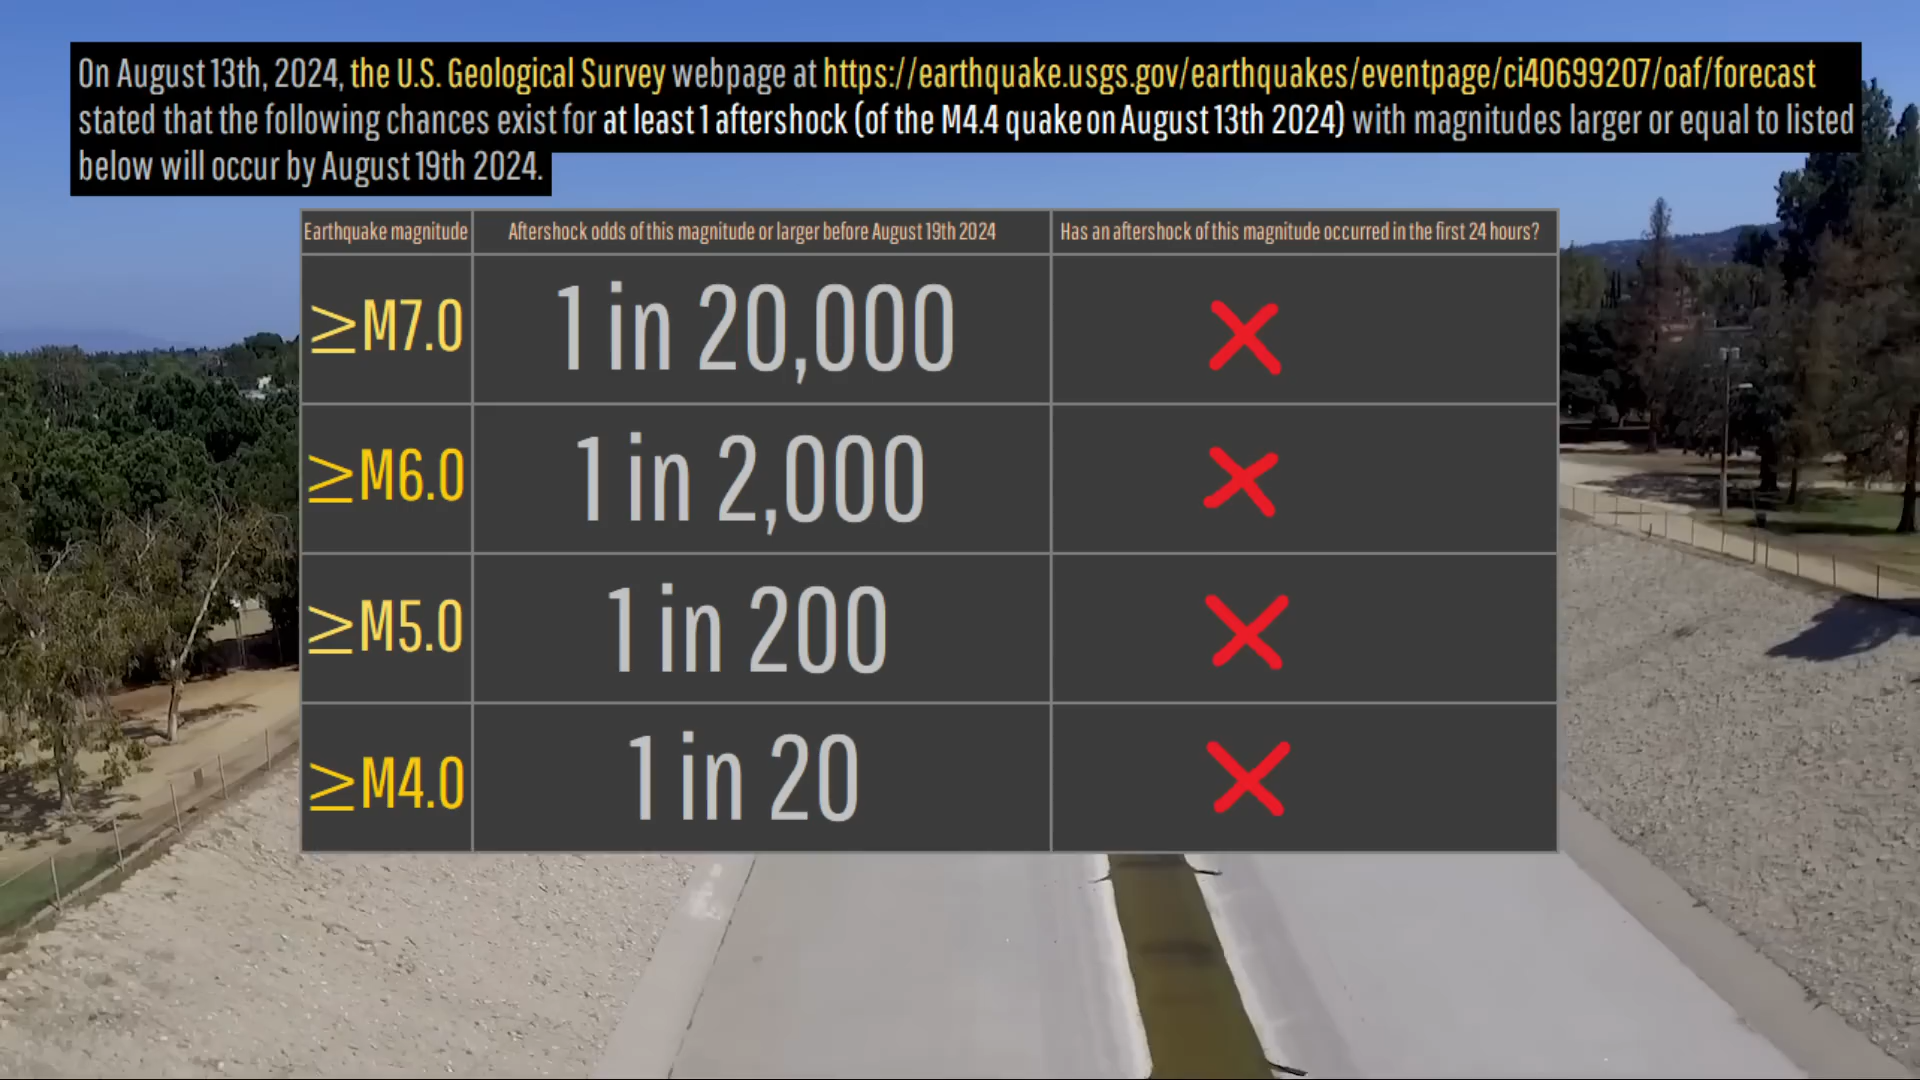 On August 13th, 2024, the U.S. Geological Survey webpage at https://earthquake.usgs.gov/earthquakes/eventpage/ci40699207/oaf/forecast
stated that the following chances exist for at least 1 aftershock (of the M4.4 quake on August 13th 2024) with magnitudes larger or equal to listed
below will occur by August 19th 2024.
Earthquake magnitude Aftershock odds of this magnitude or larger before August 19th 2024 Has an aftershock of this magnitude occurred in the first 24 hours?
≥M7.0 1 in 20,000 ❌
≥M6.0 1 in 2,000 ❌
≥M5.0 1 in 200 ❌
≥M4.0 1 in 20 ❌